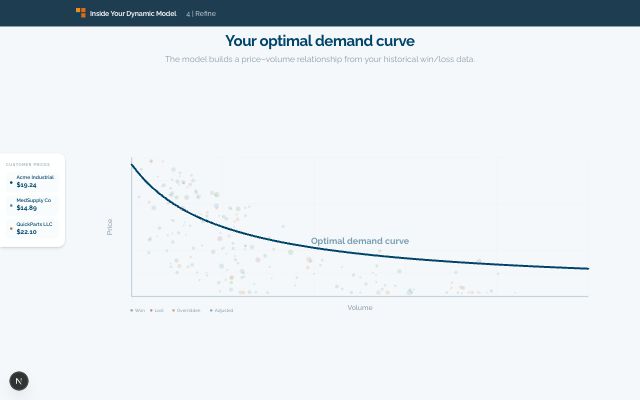 Inside Your Dynamic Model 4 | Refine
Your optimal demand curve
The model builds a price–volume relationship from your historical win/loss data.
CUSTOMER PRICES
Acme Industrial
$19.24
MedSupply Co
$14.89
QuickParts LLC
$22.10
Price
Optimal demand curve
Volume
Won Lost Overridden Adjusted
N